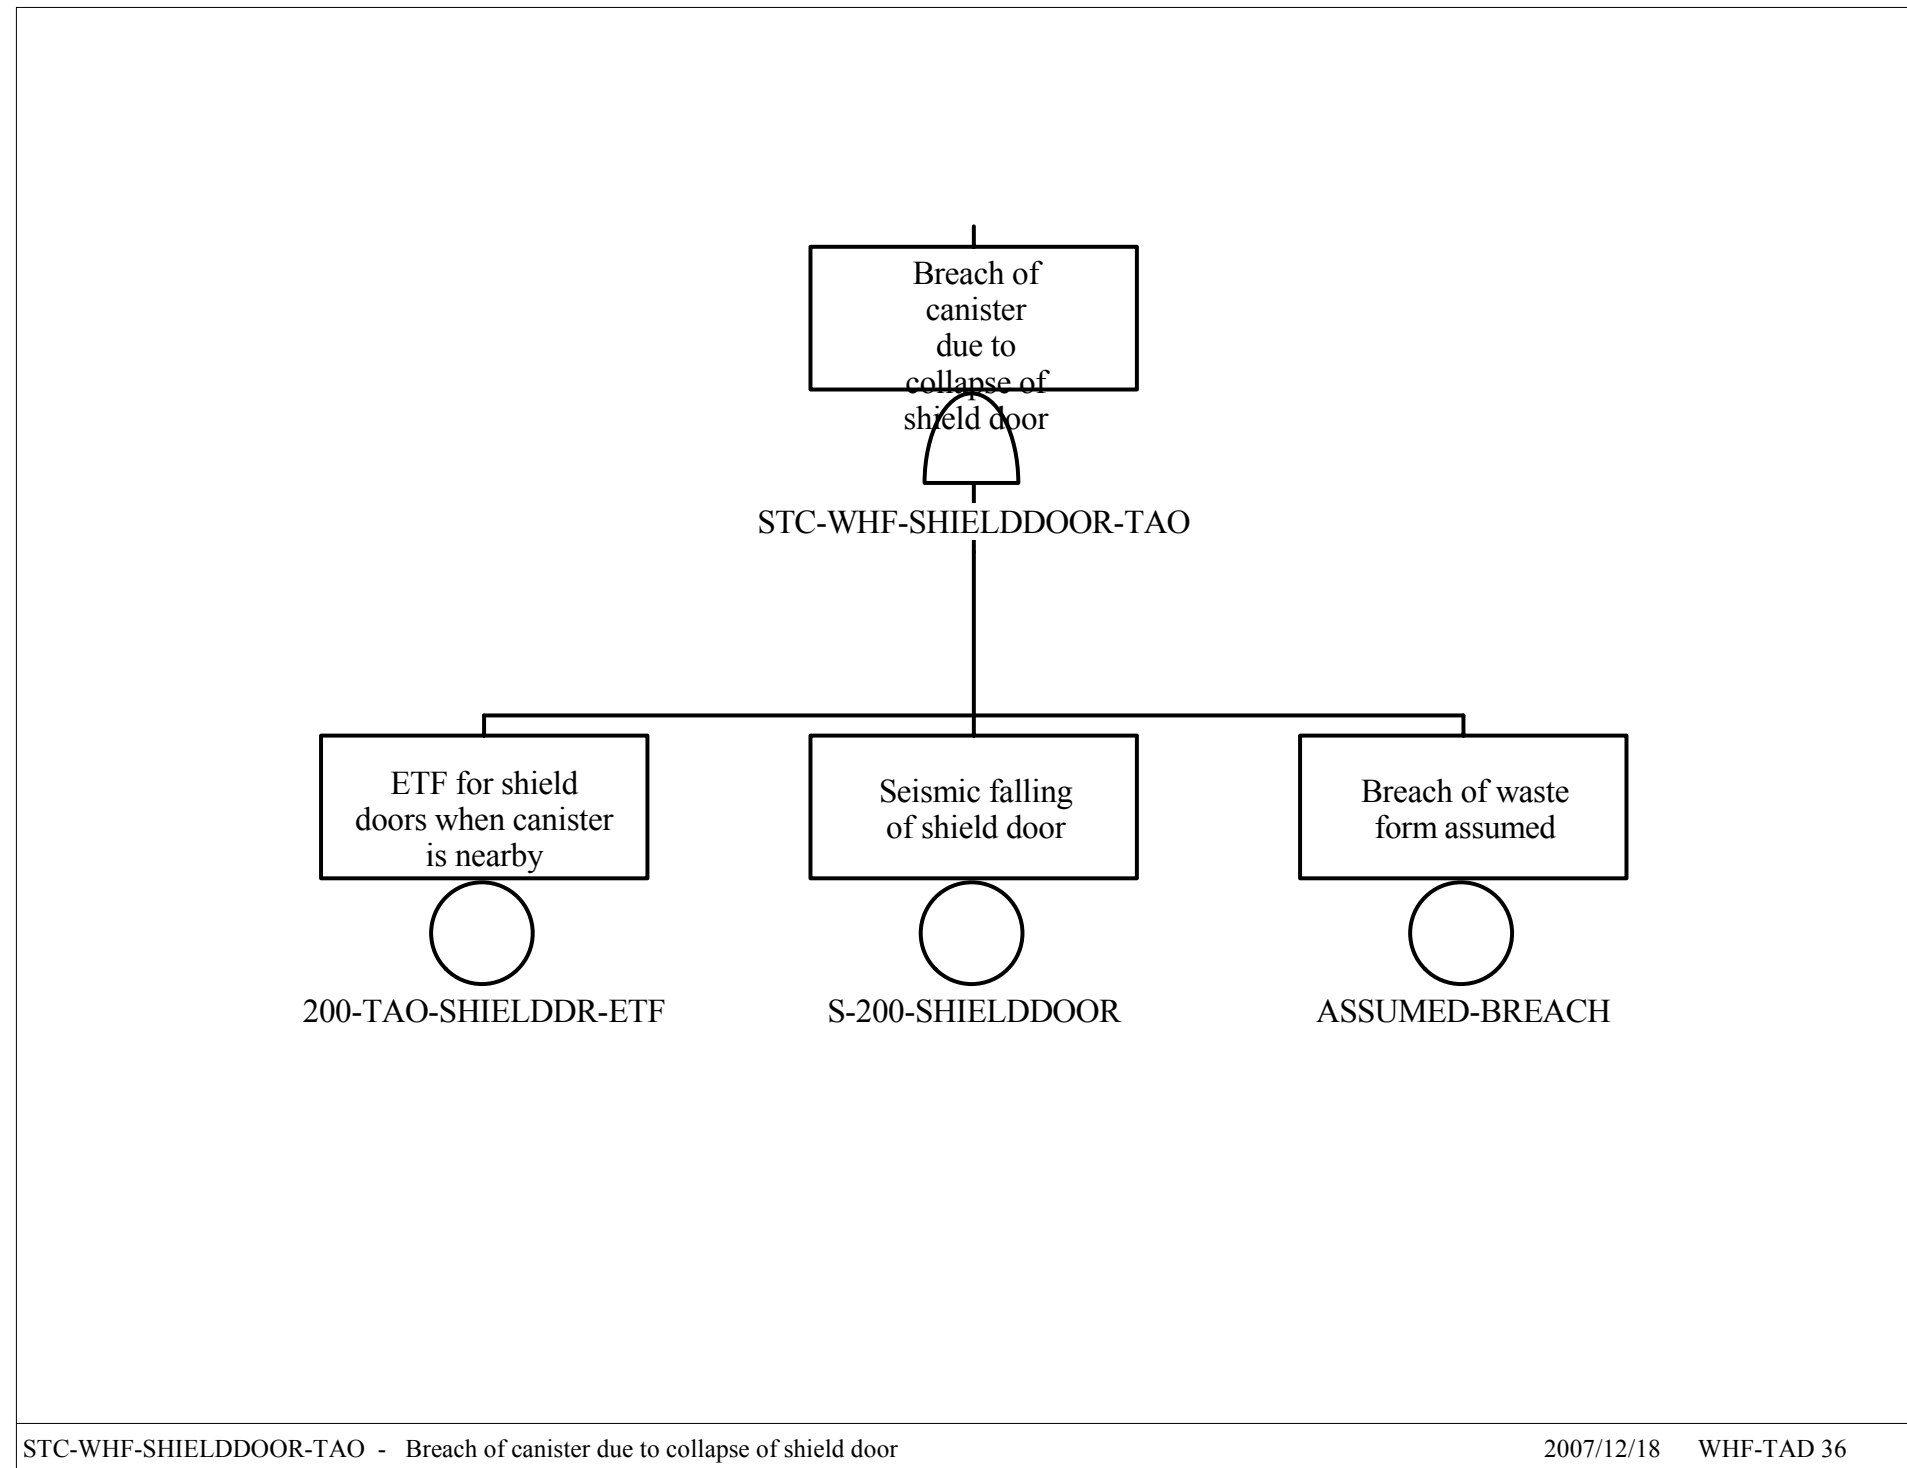 Breach of
canister
due to
collapse of
shield door
STC-WHF-SHIELDDOOR-TAO
ETF for shield
doors when canister
is nearby
200-TAO-SHIELDDR-ETF
Seismic falling
of shield door
S-200-SHIELDDOOR
Breach of waste
form assumed
ASSUMED-BREACH
STC-WHF-SHIELDDOOR-TAO - Breach of canister due to collapse of shield door 2007/12/18 WHF-TAD 36